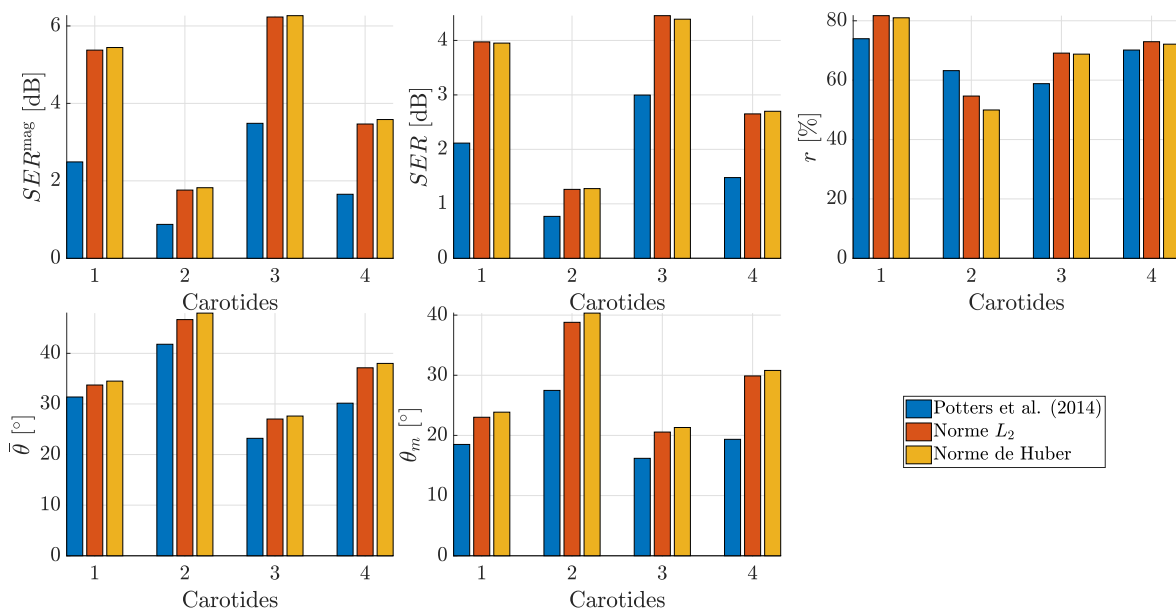 SER^mag [dB]
6
4
2
0
1 2 3 4
Carotides
SER [dB]
4
3
2
1
0
1 2 3 4
Carotides
r [%]
80
60
40
20
0
1 2 3 4
Carotides
θ̄ [°]
40
30
20
10
0
1 2 3 4
Carotides
θ_m [°]
40
30
20
10
0
1 2 3 4
Carotides
Potters et al. (2014)
Norme L₂
Norme de Huber